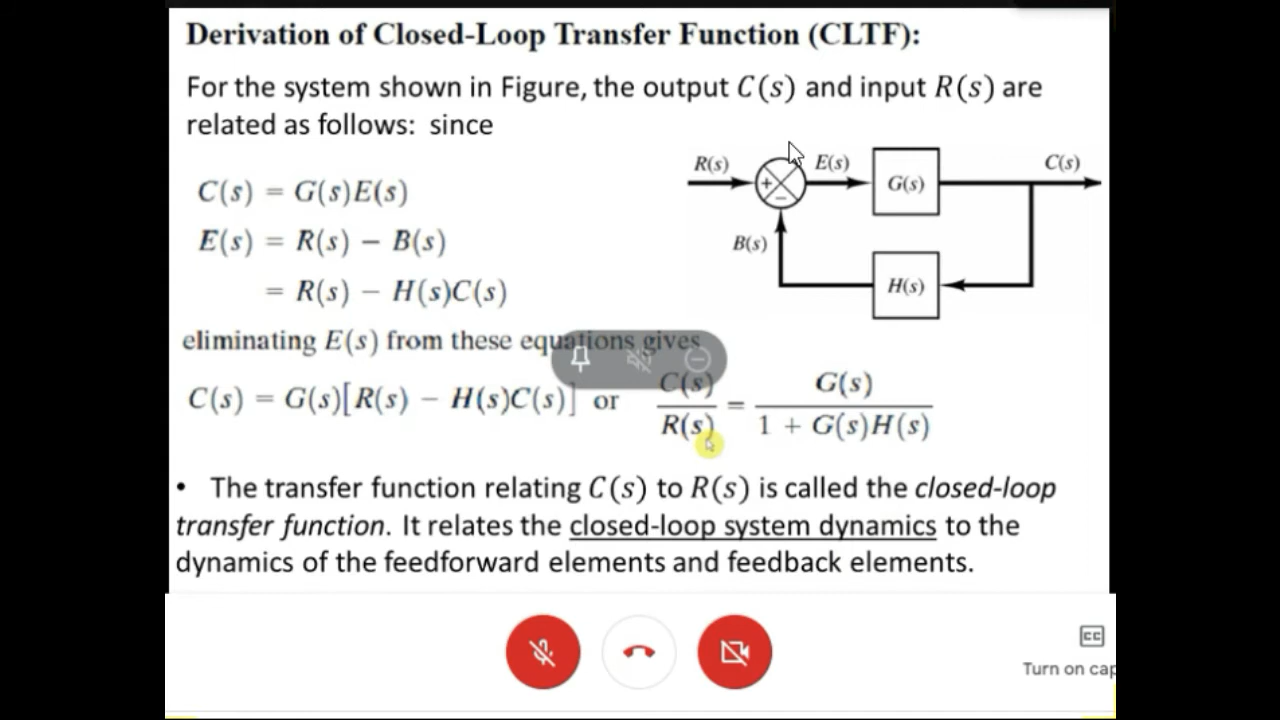 Derivation of Closed-Loop Transfer Function (CLTF):
For the system shown in Figure, the output C(s) and input R(s) are
related as follows: since
C(s) = G(s)E(s)
E(s) = R(s) − B(s)
= R(s) − H(s)C(s)
R(s)
+
−
E(s)
G(s)
C(s)
B(s)
H(s)
eliminating E(s) from these equations gives
C(s) = G(s)[R(s) − H(s)C(s)] or C(s)/R(s) = G(s)/1 + G(s)H(s)
• The transfer function relating C(s) to R(s) is called the closed-loop
transfer function. It relates the closed-loop system dynamics to the
dynamics of the feedforward elements and feedback elements.
CC
Turn on cap